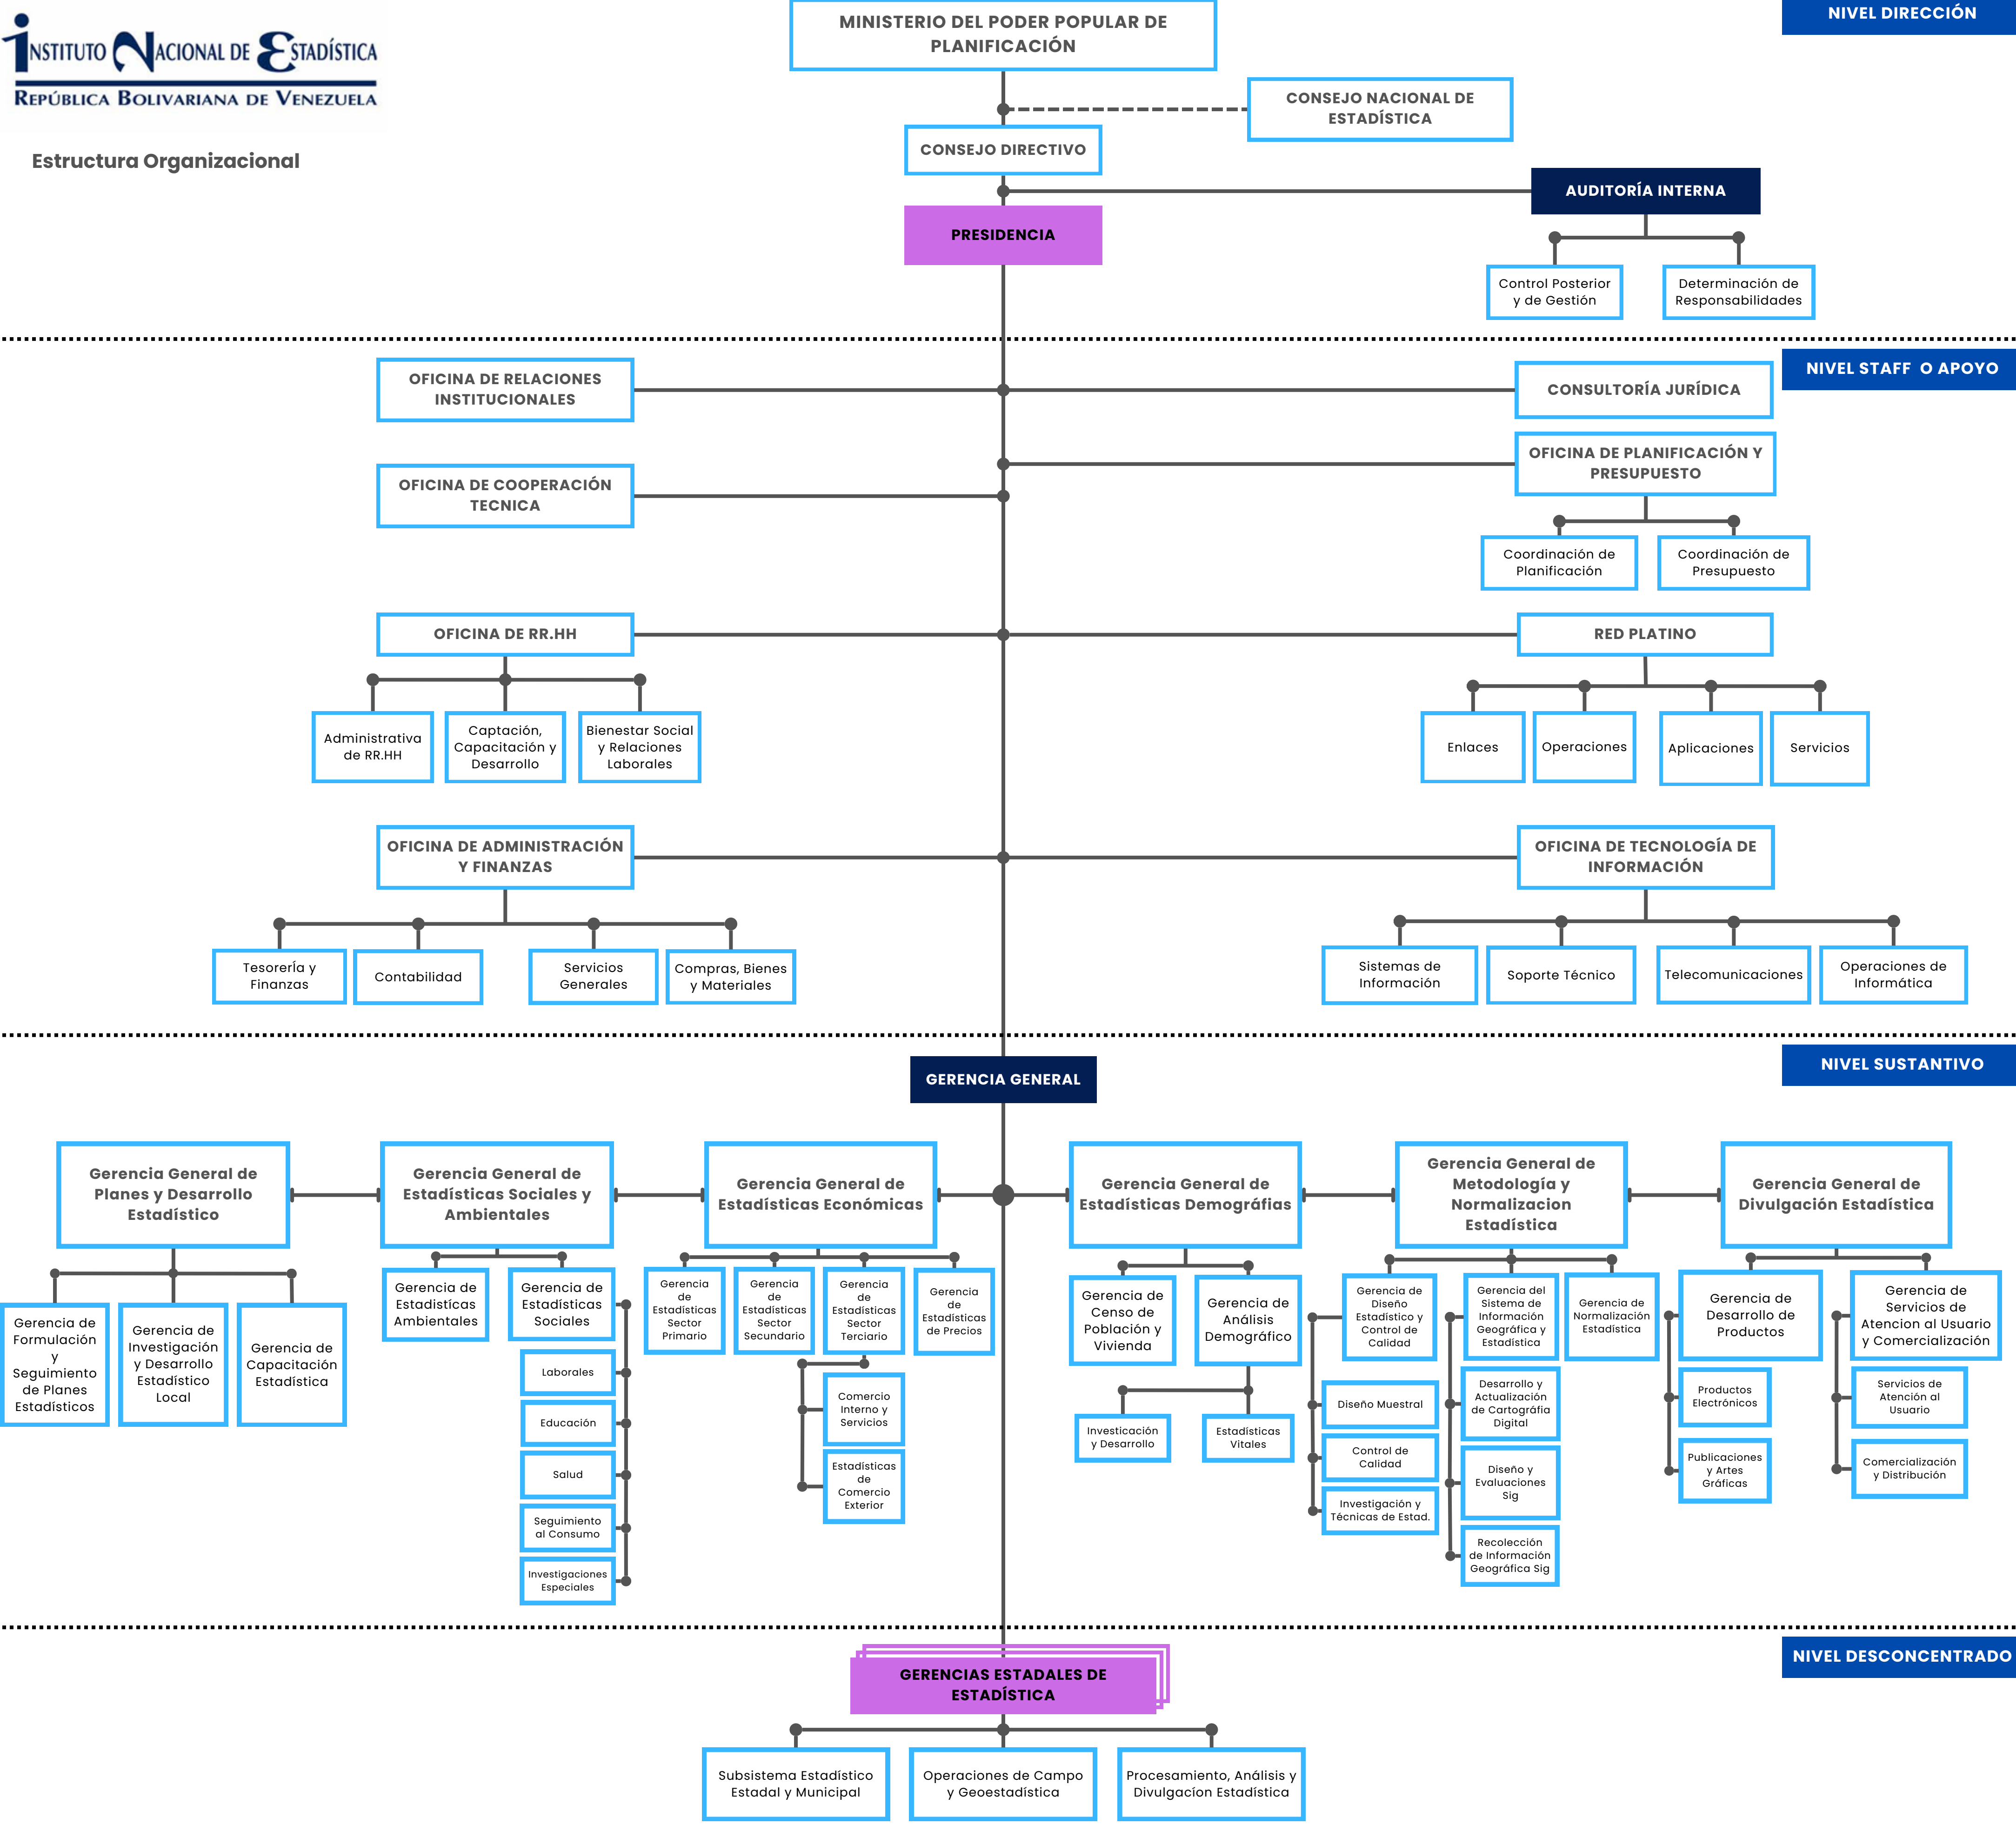 INSTITUTO NACIONAL DE ESTADÍSTICA
REPÚBLICA BOLIVARIANA DE VENEZUELA
Estructura Organizacional
MINISTERIO DEL PODER POPULAR DE
PLANIFICACIÓN
NIVEL DIRECCIÓN
CONSEJO NACIONAL DE
ESTADÍSTICA
CONSEJO DIRECTIVO
AUDITORÍA INTERNA
PRESIDENCIA
Control Posterior
y de Gestión
Determinación de
Responsabilidades
NIVEL STAFF O APOYO
OFICINA DE RELACIONES
INSTITUCIONALES
CONSULTORÍA JURÍDICA
OFICINA DE COOPERACIÓN
TECNICA
OFICINA DE PLANIFICACIÓN Y
PRESUPUESTO
Coordinación de
Planificación
Coordinación de
Presupuesto
OFICINA DE RR.HH
Administrativa
de RR.HH
Captación,
Capacitación y
Desarrollo
Bienestar Social
y Relaciones
Laborales
RED PLATINO
Enlaces
Operaciones
Aplicaciones
Servicios
OFICINA DE ADMINISTRACIÓN
Y FINANZAS
Tesorería y
Finanzas
Contabilidad
Servicios
Generales
Compras, Bienes
y Materiales
OFICINA DE TECNOLOGÍA DE
INFORMACIÓN
Sistemas de
Información
Soporte Técnico
Telecomunicaciones
Operaciones de
Informática
NIVEL SUSTANTIVO
GERENCIA GENERAL
Gerencia General de
Planes y Desarrollo
Estadístico
Gerencia de
Formulación
y
Seguimiento
de Planes
Estadísticos
Gerencia de
Investigación
y Desarrollo
Estadístico
Local
Gerencia de
Capacitación
Estadística
Gerencia General de
Estadísticas Sociales y
Ambientales
Gerencia de
Estadistícas
Ambientales
Gerencia de
Estadísticas
Sociales
Laborales
Educación
Salud
Seguimiento
al Consumo
Investigaciones
Especiales
Gerencia General de
Estadísticas Económicas
Gerencia
de
Estadísticas
Sector
Primario
Gerencia
de
Estadísticas
Sector
Secundario
Gerencia
de
Estadísticas
Sector
Terciario
Gerencia
de
Estadísticas
de Precios
Comercio
Interno y
Servicios
Estadísticas
de
Comercio
Exterior
Gerencia General de
Estadísticas Demográfias
Gerencia de
Censo de
Población y
Vivienda
Gerencia de
Análisis
Demográfico
Investicación
y Desarrollo
Estadisticas
Vitales
Gerencia General de
Metodología y
Normalizacion
Estadística
Gerencia de
Diseño
Estadistico y
Control de
Calidad
Diseño Muestral
Control de
Calidad
Investigación y
Técnicas de Estad.
Gerencia del
Sistema de
Información
Geográfica y
Estadística
Desarrollo y
Actualización
de Cartográfia
Digital
Diseño y
Evaluaciones
Sig
Recolección
de Información
Geográfica Sig
Gerencia de
Normalización
Estadística
Gerencia General de
Divulgación Estadística
Gerencia de
Desarrollo de
Productos
Productos
Electrónicos
Publicaciones
y Artes
Gráficas
Gerencia de
Servicios de
Atencion al Usuario
y Comercialización
Servicios de
Atención al
Usuario
Comercialización
y Distribución
NIVEL DESCONCENTRADO
GERENCIAS ESTADALES DE
ESTADÍSTICA
Subsistema Estadístico
Estadal y Municipal
Operaciones de Campo
y Geoestadística
Procesamiento, Análisis y
Divulgacíon Estadística